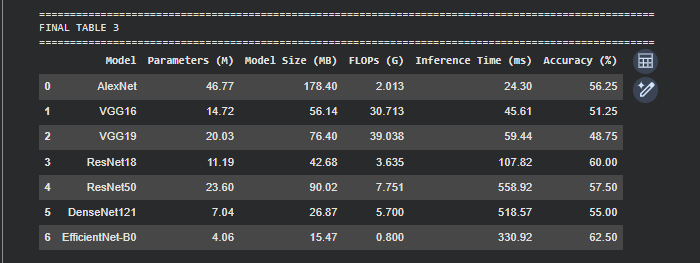 ================================================================================
FINAL TABLE 3
================================================================================
Model Parameters (M) Model Size (MB) FLOPs (G) Inference Time (ms) Accuracy (%)
0 AlexNet 46.77 178.40 2.013 24.30 56.25
1 VGG16 14.72 56.14 30.713 45.61 51.25
2 VGG19 20.03 76.40 39.038 59.44 48.75
3 ResNet18 11.19 42.68 3.635 107.82 60.00
4 ResNet50 23.60 90.02 7.751 558.92 57.50
5 DenseNet121 7.04 26.87 5.700 518.57 55.00
6 EfficientNet-B0 4.06 15.47 0.800 330.92 62.50